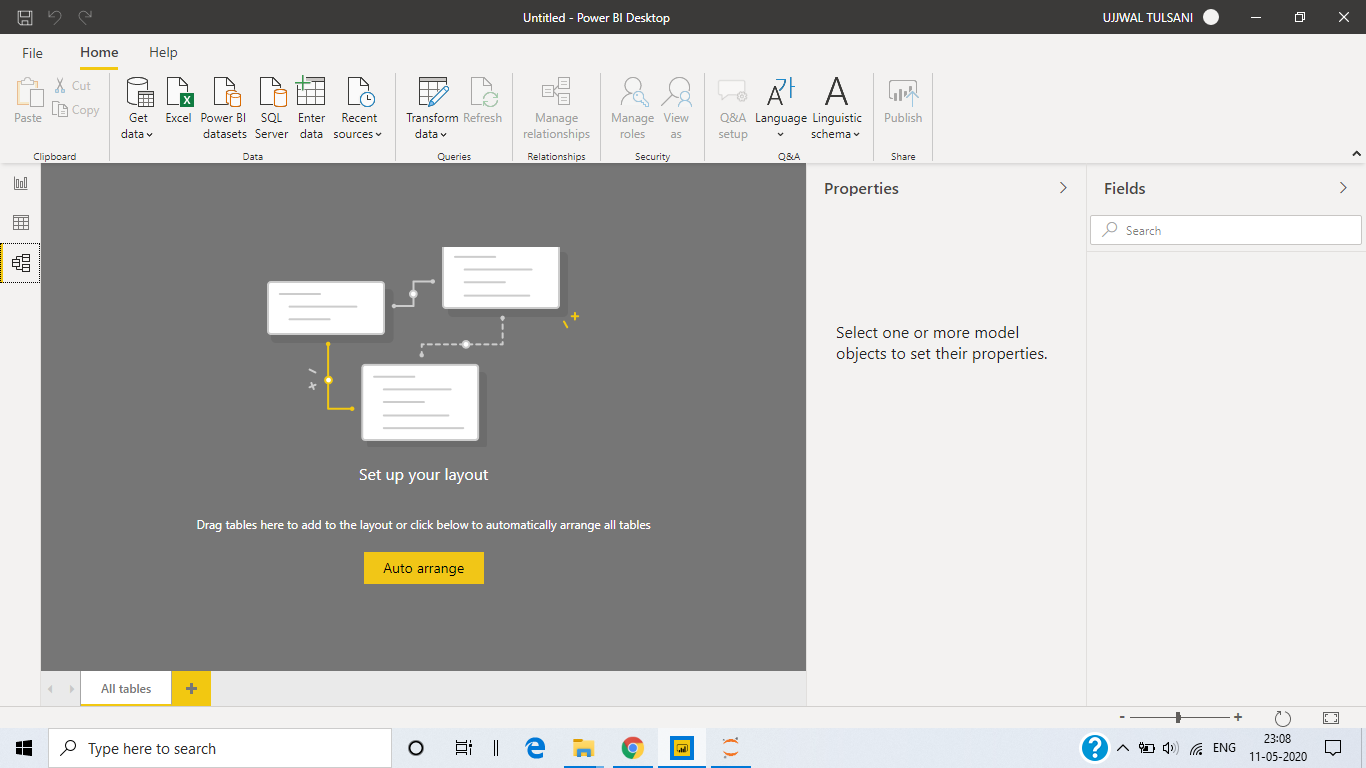 Untitled - Power BI Desktop
UJJWAL TULSANI
File
Home
Help
Paste
Cut
Copy
Clipboard
Get data
Excel
Power BI datasets
SQL Server
Enter data
Recent sources
Data
Transform data
Refresh
Queries
Manage relationships
Relationships
Manage roles
View as
Security
Q&A setup
Language
Linguistic schema
Q&A
Publish
Share
Set up your layout
Drag tables here to add to the layout or click below to automatically arrange all tables
Auto arrange
Properties
Select one or more model
objects to set their properties.
Fields
Search
All tables
Type here to search
ENG
23:08
11-05-2020